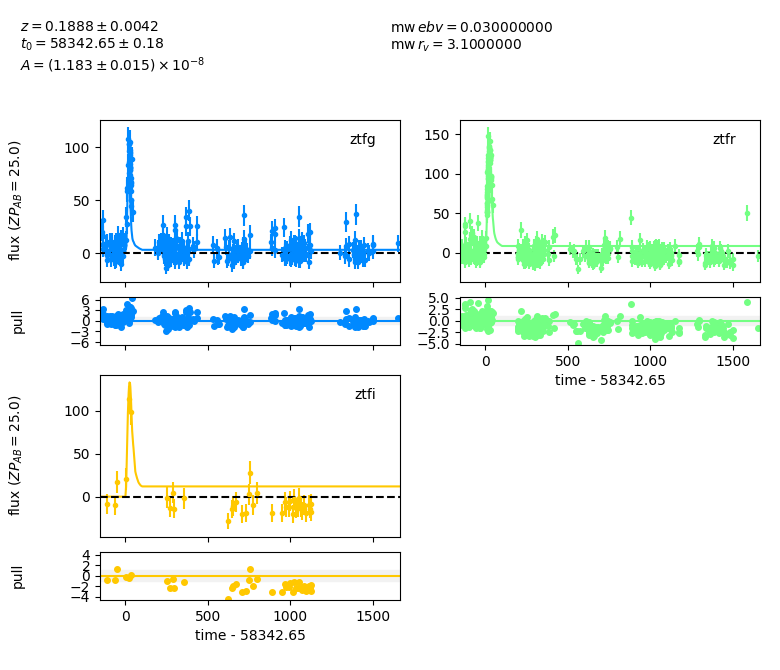 z = 0.1888 ± 0.0042
t₀ = 58342.65 ± 0.18
A = (1.183 ± 0.015) × 10⁻⁸
mw ebv = 0.030000000
mw r_v = 3.1000000
flux (ZP_AB = 25.0)
100
50
0
ztfg
pull
6
3
0
−3
−6
150
100
50
0
ztfr
5.0
2.5
0.0
−2.5
−5.0
0
500
1000
1500
time - 58342.65
flux (ZP_AB = 25.0)
100
50
0
ztfi
pull
4
2
0
−2
−4
0
500
1000
1500
time - 58342.65